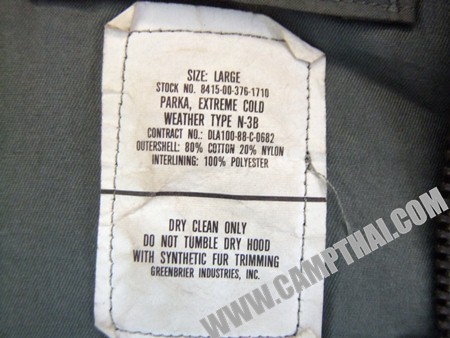 SIZE: LARGE
STOCK NO. 8415-00-376-1710
PARKA, EXTREME COLD
WEATHER TYPE N-3B
CONTRACT NO.: DLA100-88-C-0682
OUTERSHELL: 80% COTTON 20% NYLON
INTERLINING: 100% POLYESTER
DRY CLEAN ONLY
DO NOT TUMBLE DRY HOOD
WITH SYNTHETIC FUR TRIMMING
GREENBRIER INDUSTRIES, INC.
WWW.CAMPTHAI.COM